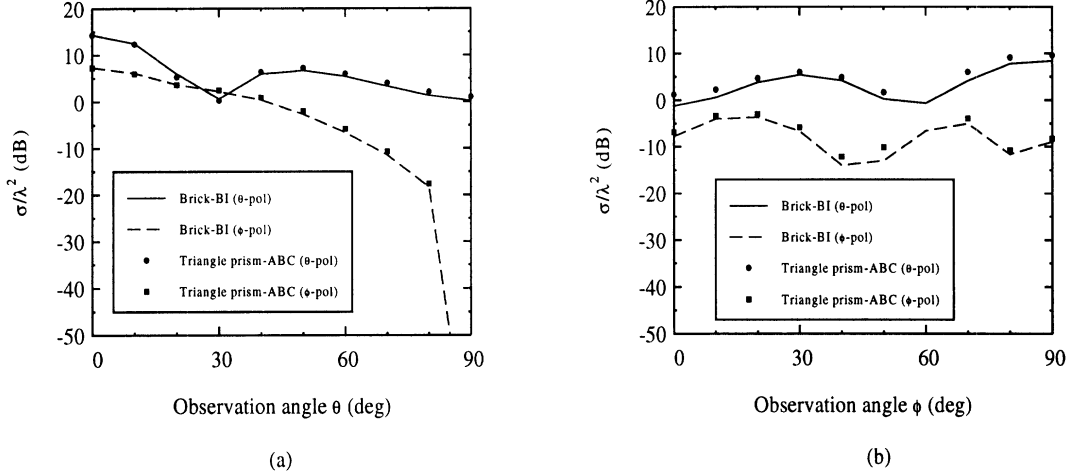 20
10
0
-10
-20
-30
-40
-50
σ/λ² (dB)
Brick-BI (θ-pol)
Brick-BI (ϕ-pol)
Triangle prism-ABC (θ-pol)
Triangle prism-ABC (ϕ-pol)
0 30 60 90
Observation angle θ (deg)
(a)
20
10
0
-10
-20
-30
-40
-50
σ/λ² (dB)
Brick-BI (θ-pol)
Brick-BI (ϕ-pol)
Triangle prism-ABC (θ-pol)
Triangle prism-ABC (ϕ-pol)
0 30 60 90
Observation angle ϕ (deg)
(b)